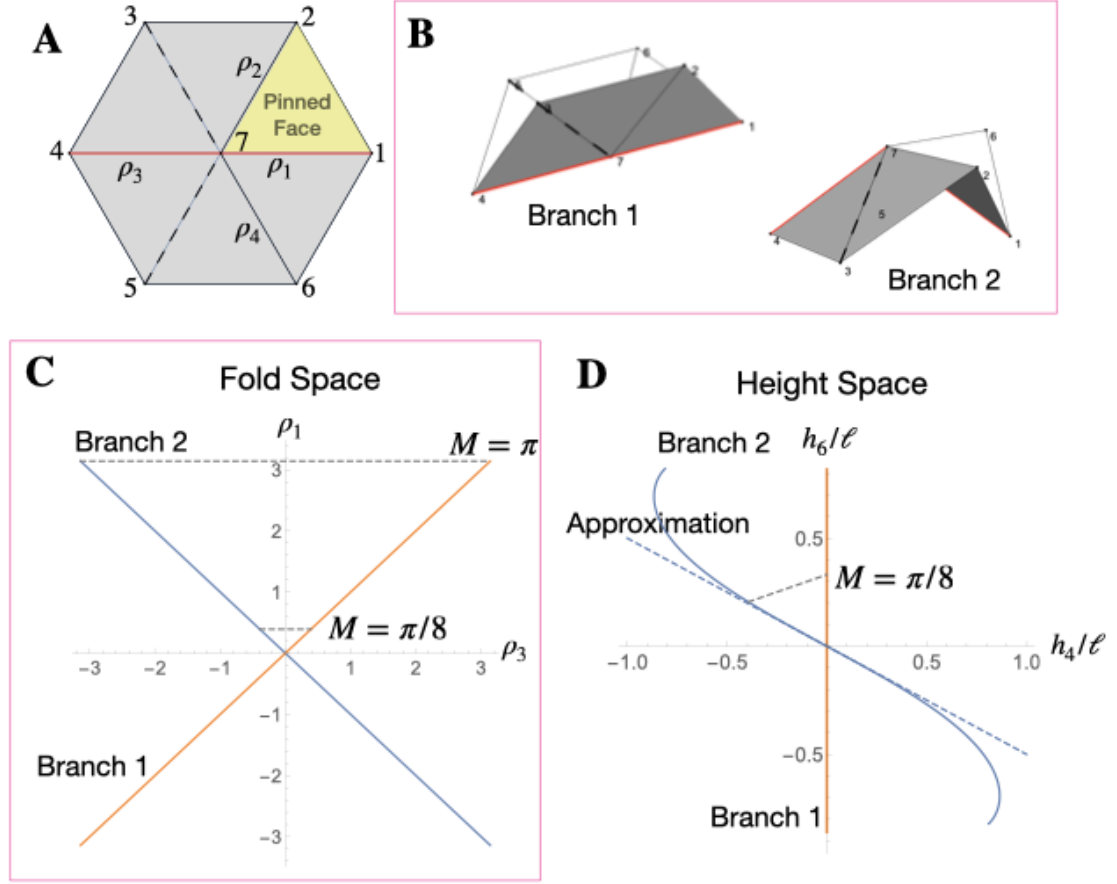 A
3
2
ρ₂
Pinned
Face
4
7
1
ρ₃
ρ₁
ρ₄
5
6
B
6
2
1
7
4
Branch 1
7
6
2
5
4
3
1
Branch 2
C
Fold Space
ρ₁
Branch 2
M = π
3
2
1
M = π/8
ρ₃
−3 −2 −1 1 2 3
−1
Branch 1
−2
−3
D
Height Space
Branch 2
h₆/ℓ
Approximation
0.5
M = π/8
h₄/ℓ
−1.0 −0.5 0.5 1.0
−0.5
Branch 1